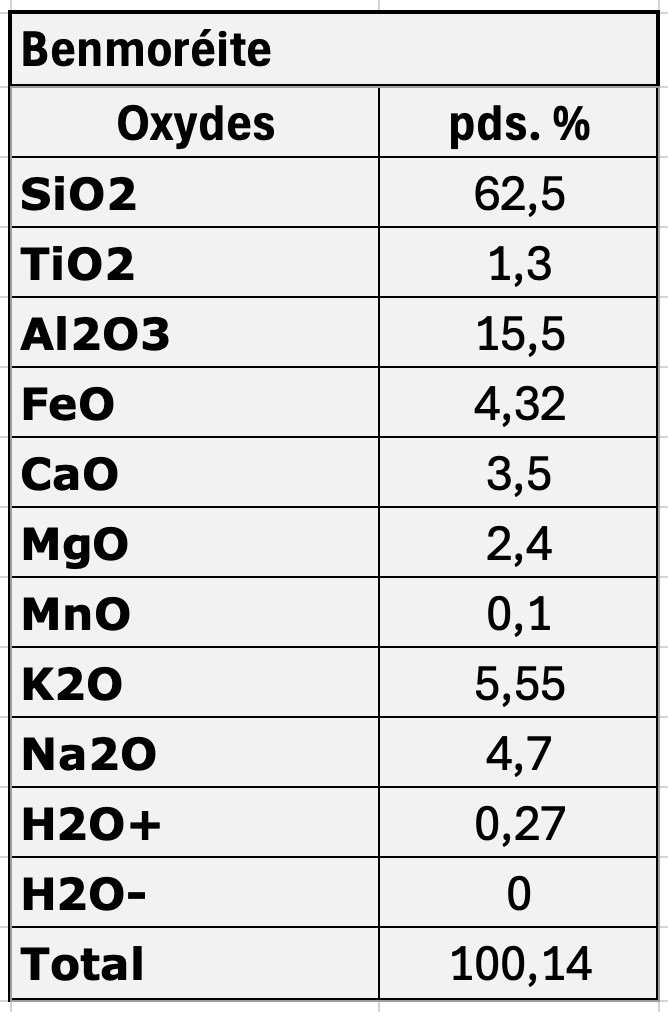 Benmoréite
Oxydes pds. %
SiO2 62,5
TiO2 1,3
Al2O3 15,5
FeO 4,32
CaO 3,5
MgO 2,4
MnO 0,1
K2O 5,55
Na2O 4,7
H2O+ 0,27
H2O- 0
Total 100,14